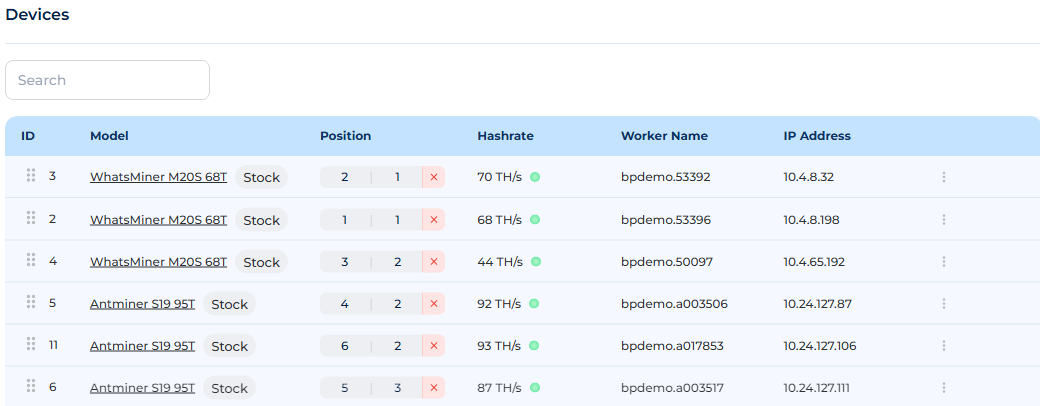 Devices
Search
ID Model Position Hashrate Worker Name IP Address
3 WhatsMiner M20S 68T Stock 2 | 1 × 70 TH/s bpdemo.53392 10.4.8.32
2 WhatsMiner M20S 68T Stock 1 | 1 × 68 TH/s bpdemo.53396 10.4.8.198
4 WhatsMiner M20S 68T Stock 3 | 2 × 44 TH/s bpdemo.50097 10.4.65.192
5 Antminer S19 95T Stock 4 | 2 × 92 TH/s bpdemo.a003506 10.24.127.87
11 Antminer S19 95T Stock 6 | 2 × 93 TH/s bpdemo.a017853 10.24.127.106
6 Antminer S19 95T Stock 5 | 3 × 87 TH/s bpdemo.a003517 10.24.127.111